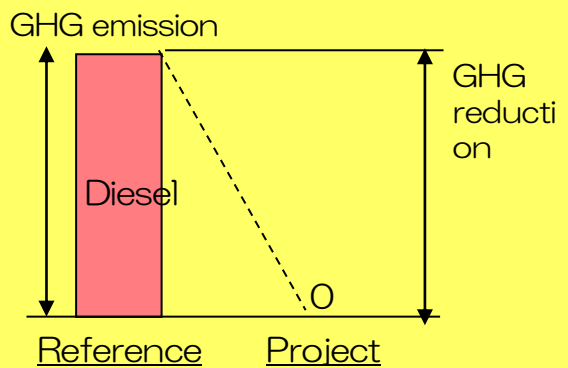 GHG emission
GHG
reducti
on
Diesel
0
Reference
Project